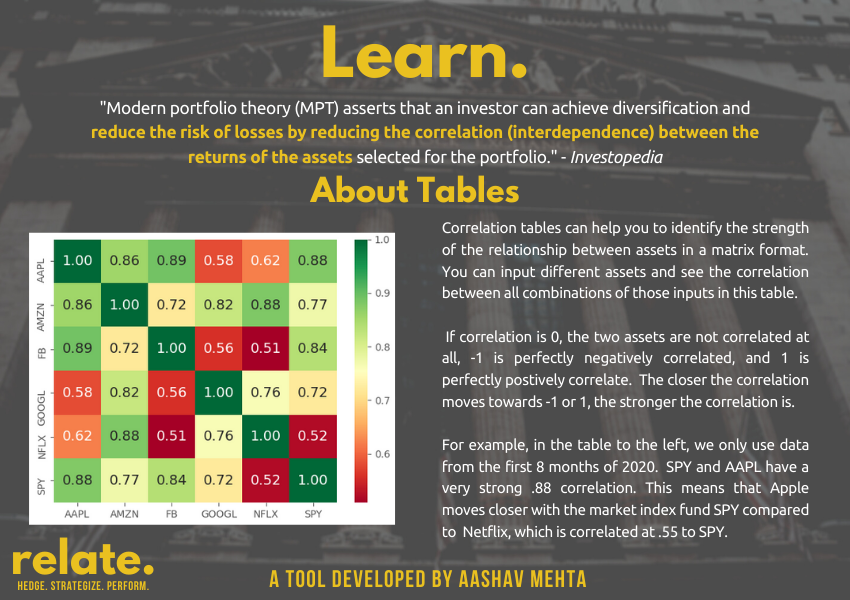 Learn.
"Modern portfolio theory (MPT) asserts that an investor can achieve diversification and
reduce the risk of losses by reducing the correlation (interdependence) between the
returns of the assets selected for the portfolio." - Investopedia
About Tables
AAPL 1.00 0.86 0.89 0.58 0.62 0.88
AMZN 0.86 1.00 0.72 0.82 0.88 0.77
FB 0.89 0.72 1.00 0.56 0.51 0.84
GOOGL 0.58 0.82 0.56 1.00 0.76 0.72
NFLX 0.62 0.88 0.51 0.76 1.00 0.52
SPY 0.88 0.77 0.84 0.72 0.52 1.00
AAPL AMZN FB GOOGL NFLX SPY
1.0
0.9
0.8
0.7
0.6
Correlation tables can help you to identify the strength
of the relationship between assets in a matrix format.
You can input different assets and see the correlation
between all combinations of those inputs in this table.
If correlation is 0, the two assets are not correlated at
all, -1 is perfectly negatively correlated, and 1 is
perfectly postively correlate. The closer the correlation
moves towards -1 or 1, the stronger the correlation is.
For example, in the table to the left, we only use data
from the first 8 months of 2020. SPY and AAPL have a
very strong .88 correlation. This means that Apple
moves closer with the market index fund SPY compared
to Netflix, which is correlated at .55 to SPY.
relate.
HEDGE. STRATEGIZE. PERFORM.
A TOOL DEVELOPED BY AASHAV MEHTA